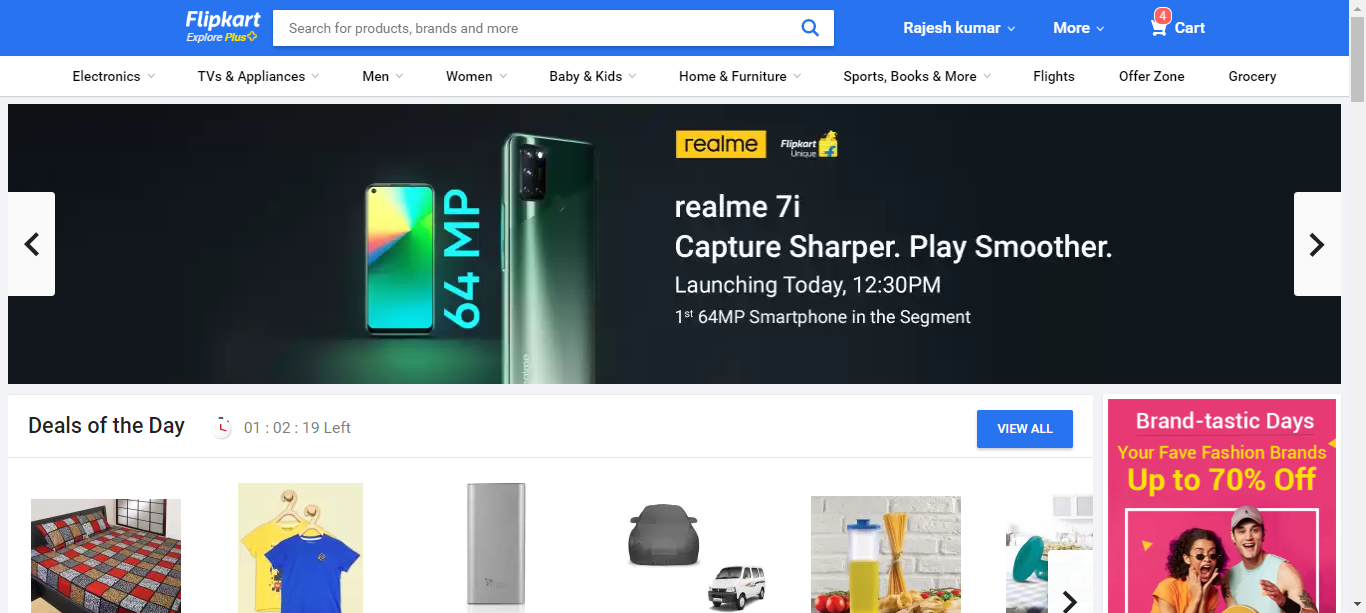 Flipkart
Explore Plus
Search for products, brands and more
Rajesh kumar
More
4
Cart
Electronics
TVs & Appliances
Men
Women
Baby & Kids
Home & Furniture
Sports, Books & More
Flights
Offer Zone
Grocery
64 MP
realme
realme
Flipkart
Unique
realme 7i
Capture Sharper. Play Smoother.
Launching Today, 12:30PM
1st 64MP Smartphone in the Segment
Deals of the Day
01 : 02 : 19 Left
VIEW ALL
Brand-tastic Days
Your Fave Fashion Brands
Up to 70% Off